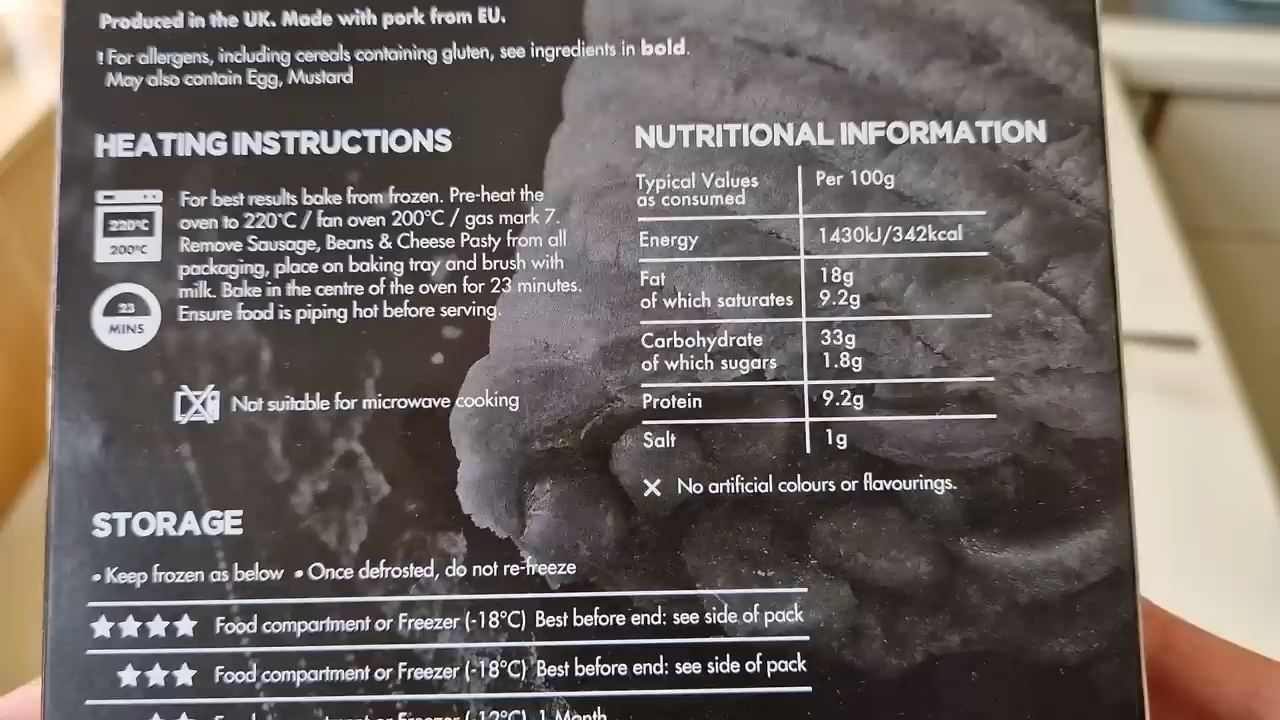 Produced in the UK. Made with pork from EU.
! For allergens, including cereals containing gluten, see ingredients in bold.
May also contain Egg, Mustard
HEATING INSTRUCTIONS
220°C
200°C
23
MINS
For best results bake from frozen. Pre-heat the
oven to 220°C / fan oven 200°C / gas mark 7.
Remove Sausage, Beans & Cheese Pasty from all
packaging, place on baking tray and brush with
milk. Bake in the centre of the oven for 23 minutes.
Ensure food is piping hot before serving.
Not suitable for microwave cooking
NUTRITIONAL INFORMATION
Typical Values Per 100g
as consumed
Energy 1430kJ/342kcal
Fat 18g
of which saturates 9.2g
Carbohydrate 33g
of which sugars 1.8g
Protein 9.2g
Salt 1g
No artificial colours or flavourings.
STORAGE
• Keep frozen as below • Once defrosted, do not re-freeze
Food compartment or Freezer (-18°C) Best before end: see side of pack
Food compartment or Freezer (-18°C) Best before end: see side of pack
Food compartment or Freezer (-12°C) 1 Month